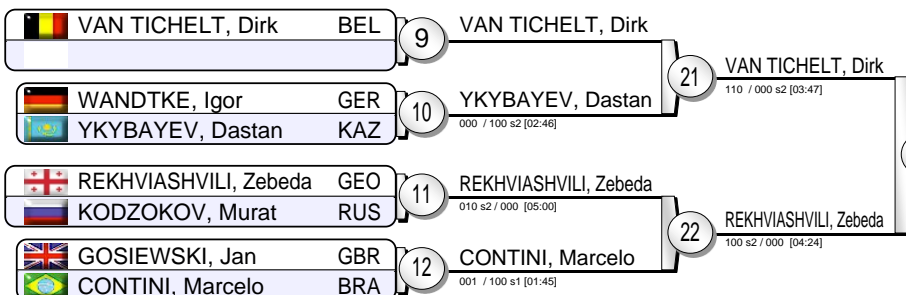 VAN TICHELT, Dirk BEL
9
VAN TICHELT, Dirk
WANDTKE, Igor GER
YKYBAYEV, Dastan KAZ
10
YKYBAYEV, Dastan
000 / 100 s2 [02:46]
21
VAN TICHELT, Dirk
110 / 000 s2 [03:47]
REKHVIASHVILI, Zebeda GEO
KODZOKOV, Murat RUS
11
REKHVIASHVILI, Zebeda
010 s2 / 000 [05:00]
GOSIEWSKI, Jan GBR
CONTINI, Marcelo BRA
12
CONTINI, Marcelo
001 / 100 s1 [01:45]
22
REKHVIASHVILI, Zebeda
100 s2 / 000 [04:24]